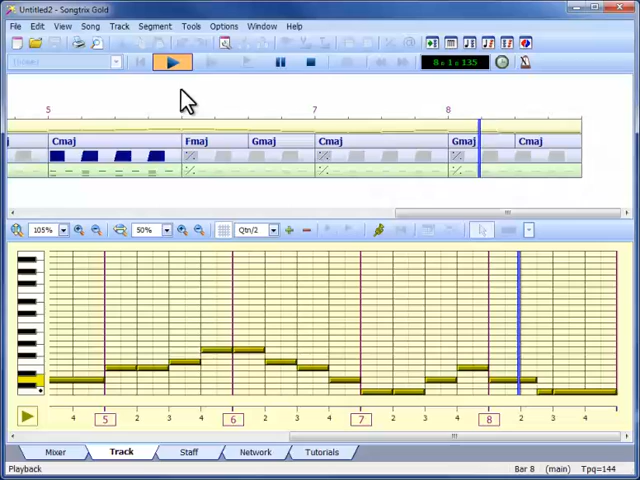 Untitled2 - Songtrix Gold
File Edit View Song Track Segment Tools Options Window Help
8 : 1 : 135
5 7 8
Cmaj Fmaj Gmaj Cmaj Gmaj Cmaj
105% 50% Qtn/2
4 5 2 3 4 6 2 3 4 7 2 3 4 8 2 3 4
Mixer Track Staff Network Tutorials
Playback Bar 8 (main) Tpq=144